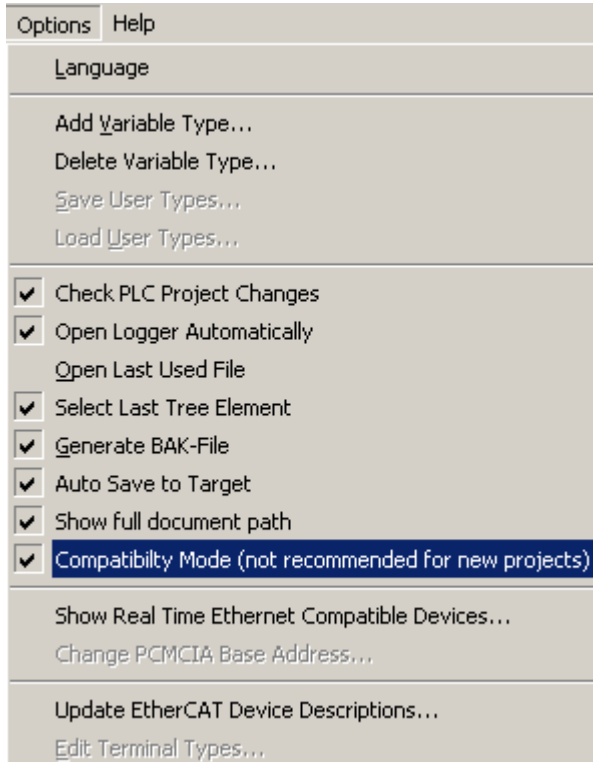 Options Help
Language
Add Variable Type...
Delete Variable Type...
Save User Types...
Load User Types...
Check PLC Project Changes
Open Logger Automatically
Open Last Used File
Select Last Tree Element
Generate BAK-File
Auto Save to Target
Show full document path
Compatibilty Mode (not recommended for new projects)
Show Real Time Ethernet Compatible Devices...
Change PCMCIA Base Address...
Update EtherCAT Device Descriptions...
Edit Terminal Types...